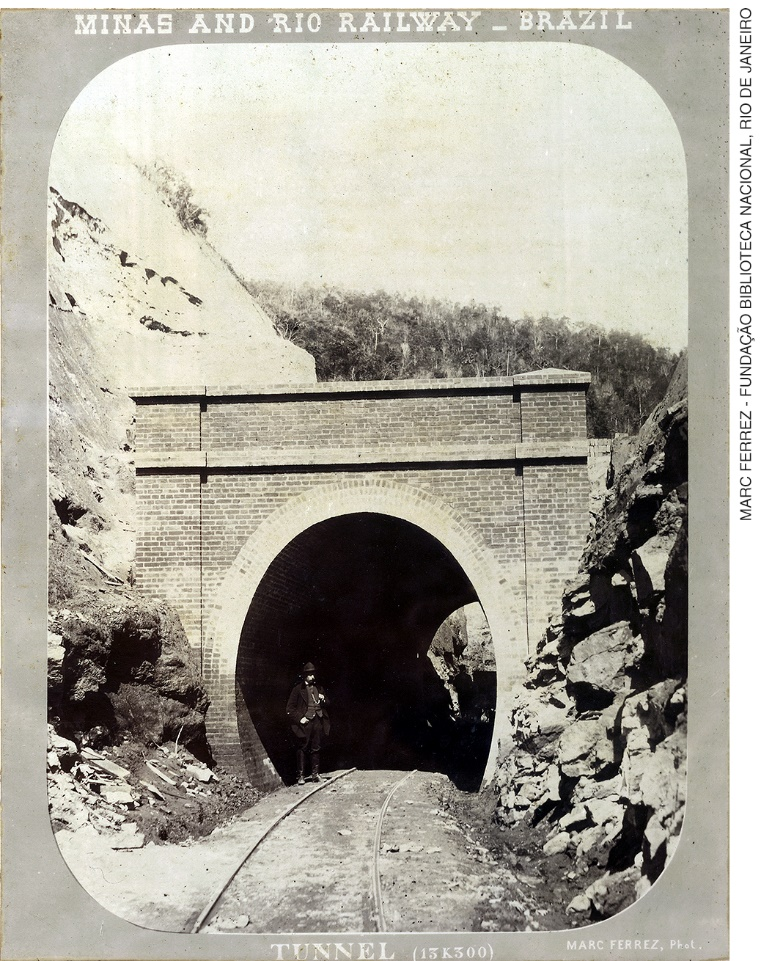 MINAS AND RIO RAILWAY _ BRAZIL
MARC FERREZ - FUNDAÇÃO BIBLIOTECA NACIONAL, RIO DE JANEIRO
TUNNEL (13K300)
MARC FERREZ, Phot.